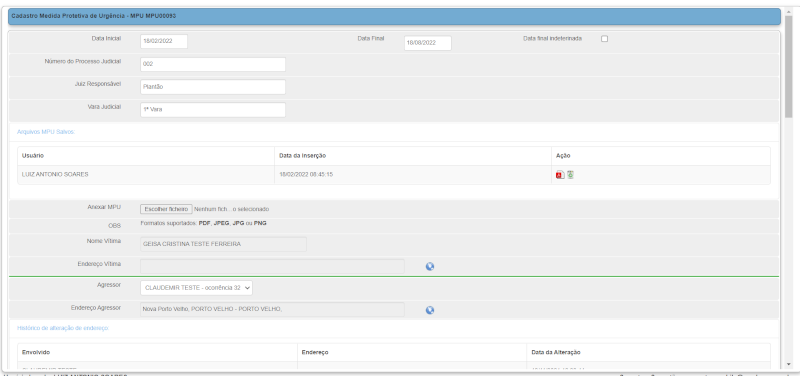 Cadastro Medida Protetiva de Urgência - MPU MPU00093
Data Inicial 18/02/2022 Data Final 18/08/2022 Data final indeterinada
Número do Processo Judicial 002
Juiz Responsável Plantão
Vara Judicial 1ª Vara
Arquivos MPU Salvos
Usuário Data da Inserção Ação
LUIZ ANTONIO SOARES 18/02/2022 08:45:15
Anexar MPU Escolher ficheiro Nenhum fich...o selecionado
OBS Formatos suportados: PDF, JPEG, JPG ou PNG
Nome Vítima GEISA CRISTINA TESTE FERREIRA
Endereço Vítima
Agressor CLAUDEMIR TESTE - ocorrência 32
Endereço Agressor Nova Porto Velho, PORTO VELHO - PORTO VELHO,
Histórico de alteração de endereço
Envolvido Endereço Data da Alteração